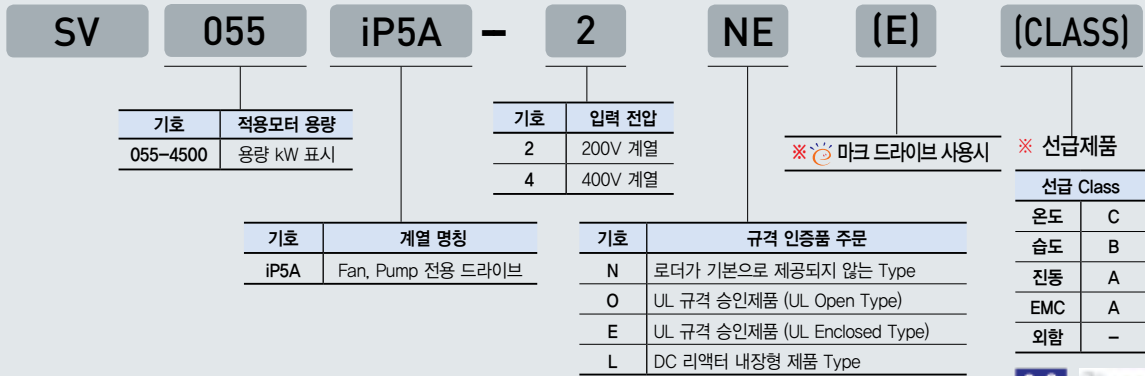 SV 055 iP5A - 2 NE (E) (CLASS)
기호 적용모터 용량
055-4500 용량 kW 표시
기호 입력 전압
2 200V 계열
4 400V 계열
※ 마크 드라이브 사용시
※ 선급제품
선급 Class
온도 C
습도 B
진동 A
EMC A
외함 -
기호 계열 명칭
iP5A Fan, Pump 전용 드라이브
기호 규격 인증품 주문
N 로더가 기본으로 제공되지 않는 Type
O UL 규격 승인제품 (UL Open Type)
E UL 규격 승인제품 (UL Enclosed Type)
L DC 리액터 내장형 제품 Type